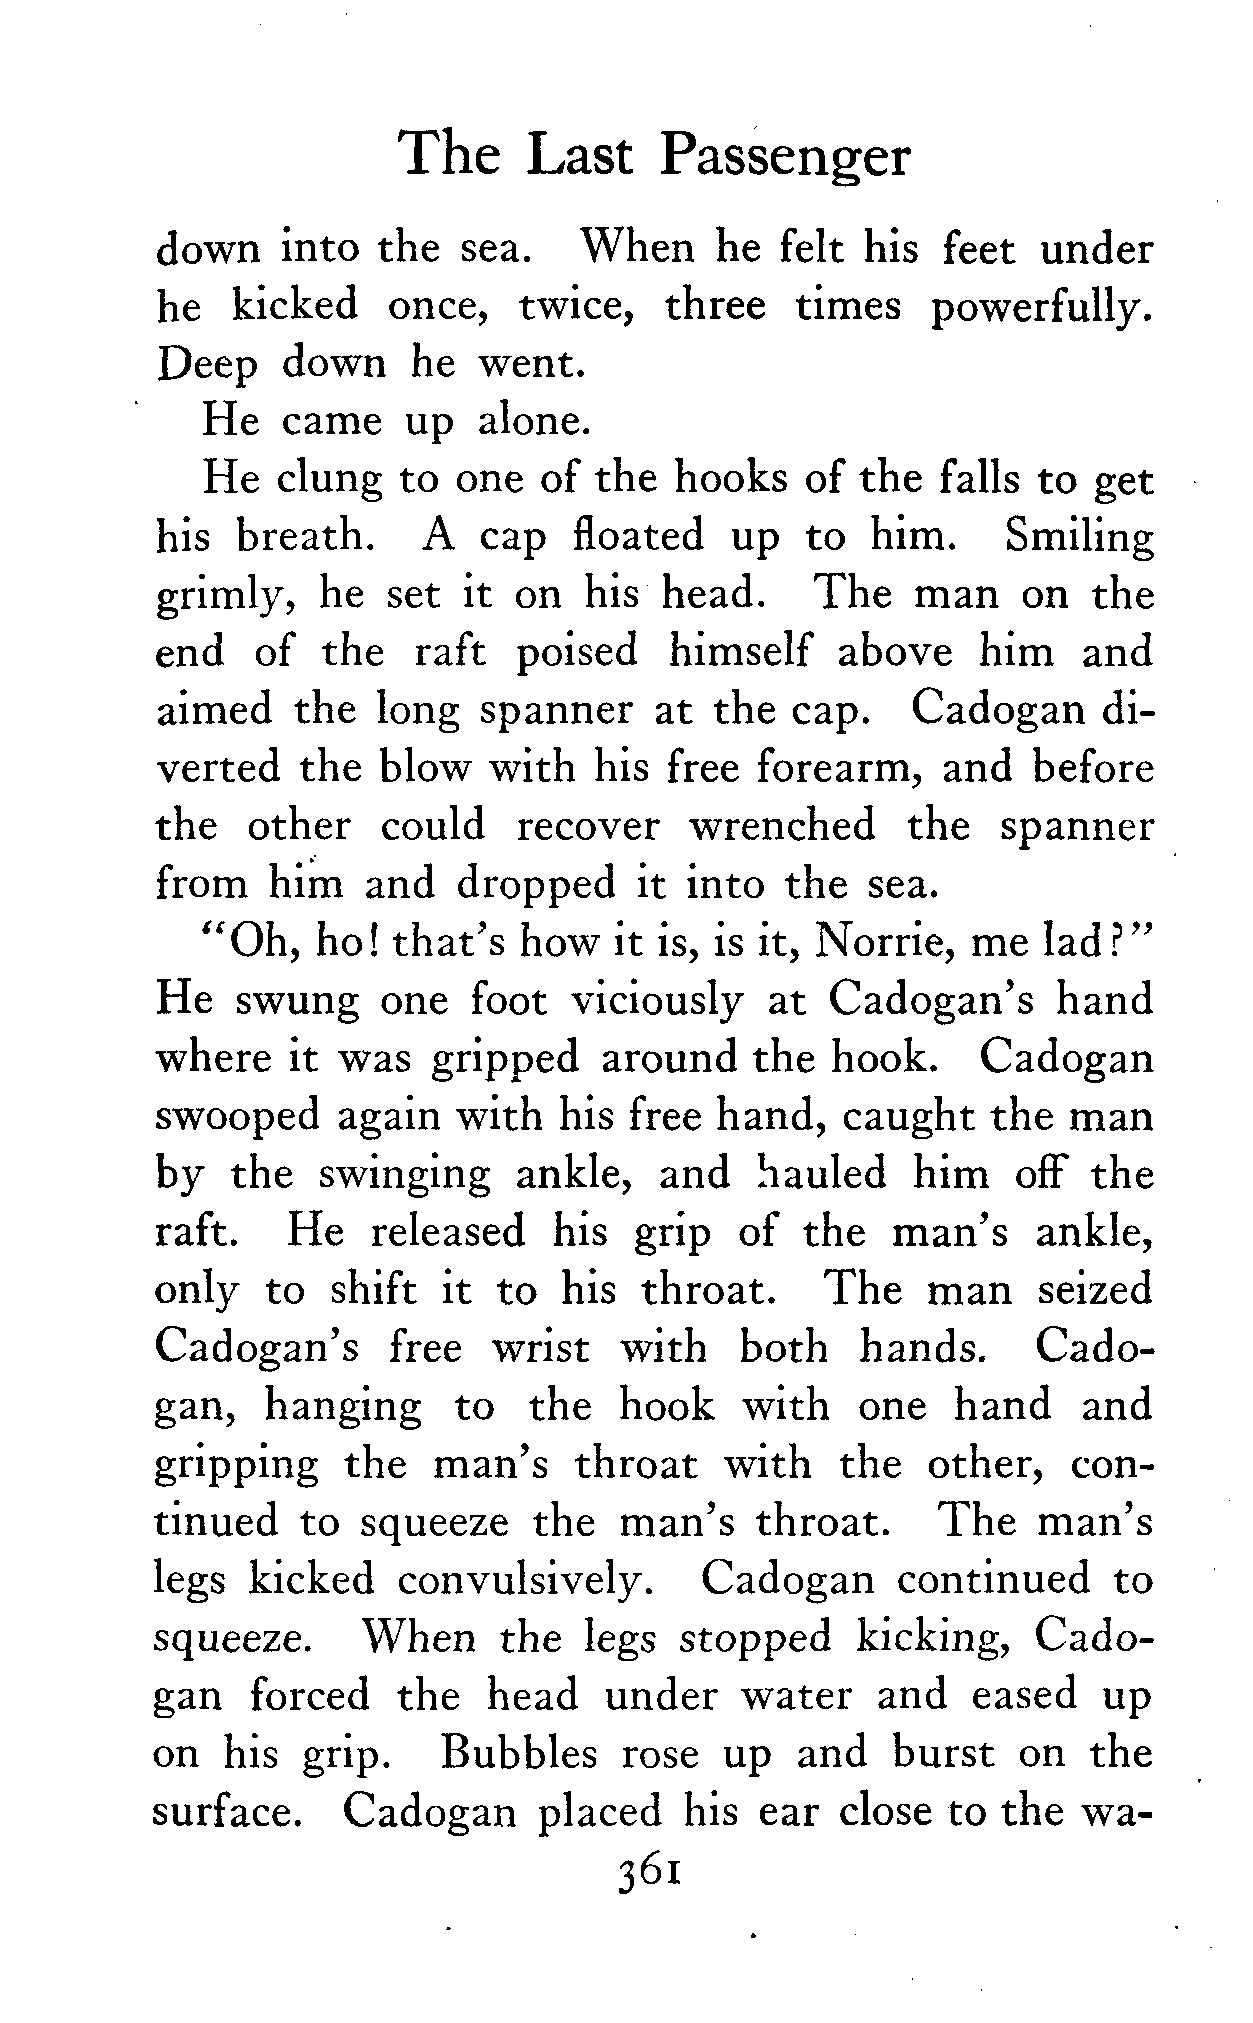 The Last Passenger
down into the sea. When he felt his feet under
he kicked once, twice, three times powerfully.
Deep down he went.
He came up alone.
He clung to one of the hooks of the falls to get
his breath. A cap floated up to him. Smiling
grimly, he set it on his head. The man on the
end of the raft poised himself above him and
aimed the long spanner at the cap. Cadogan di-
verted the blow with his free forearm, and before
the other could recover wrenched the spanner
from him and dropped it into the sea.
"Oh, ho! that's how it is, is it, Norrie, me lad?"
He swung one foot viciously at Cadogan's hand
where it was gripped around the hook. Cadogan
swooped again with his free hand, caught the man
by the swinging ankle, and hauled him off the
raft. He released his grip of the man's ankle,
only to shift it to his throat. The man seized
Cadogan's free wrist with both hands. Cado-
gan, hanging to the hook with one hand and
gripping the man's throat with the other, con-
tinued to squeeze the man's throat. The man's
legs kicked convulsively. Cadogan continued to
squeeze. When the legs stopped kicking, Cado-
gan forced the head under water and eased up
on his grip. Bubbles rose up and burst on the
surface. Cadogan placed his ear close to the wa-
361